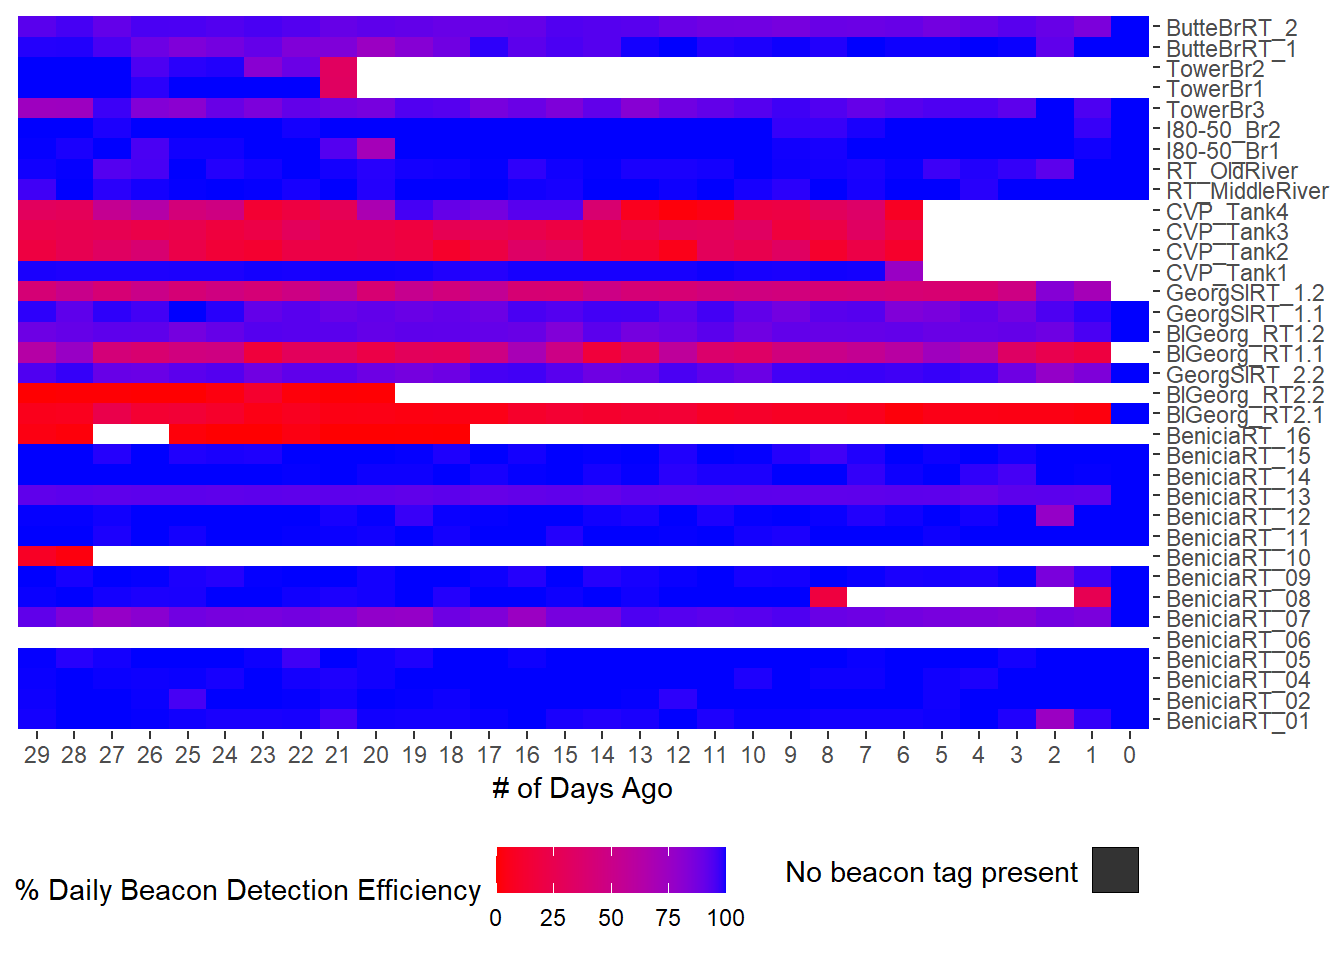 ButteBrRT_2
ButteBrRT_1
TowerBr2
TowerBr1
TowerBr3
I80-50_Br2
I80-50_Br1
RT_OldRiver
RT_MiddleRiver
CVP_Tank4
CVP_Tank3
CVP_Tank2
CVP_Tank1
GeorgSlRT_1.2
GeorgSlRT_1.1
BlGeorg_RT1.2
BlGeorg_RT1.1
GeorgSlRT_2.2
BlGeorg_RT2.2
BlGeorg_RT2.1
BeniciaRT_16
BeniciaRT_15
BeniciaRT_14
BeniciaRT_13
BeniciaRT_12
BeniciaRT_11
BeniciaRT_10
BeniciaRT_09
BeniciaRT_08
BeniciaRT_07
BeniciaRT_06
BeniciaRT_05
BeniciaRT_04
BeniciaRT_02
BeniciaRT_01
29 28 27 26 25 24 23 22 21 20 19 18 17 16 15 14 13 12 11 10 9 8 7 6 5 4 3 2 1 0
# of Days Ago
% Daily Beacon Detection Efficiency
0 25 50 75 100
No beacon tag present